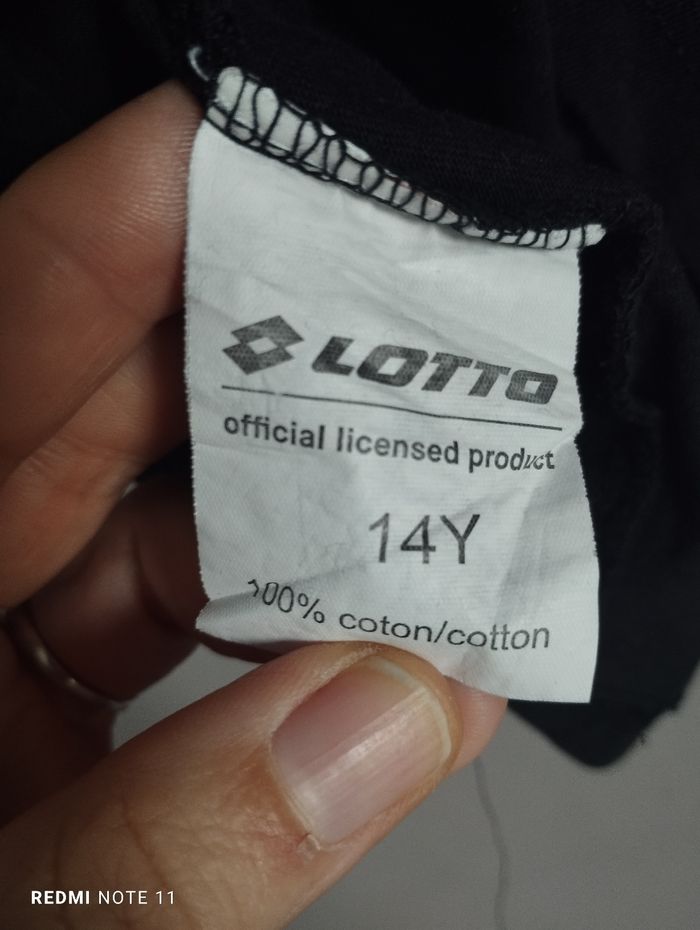 LOTTO
official licensed product
14Y
100% coton/cotton
REDMI NOTE 11